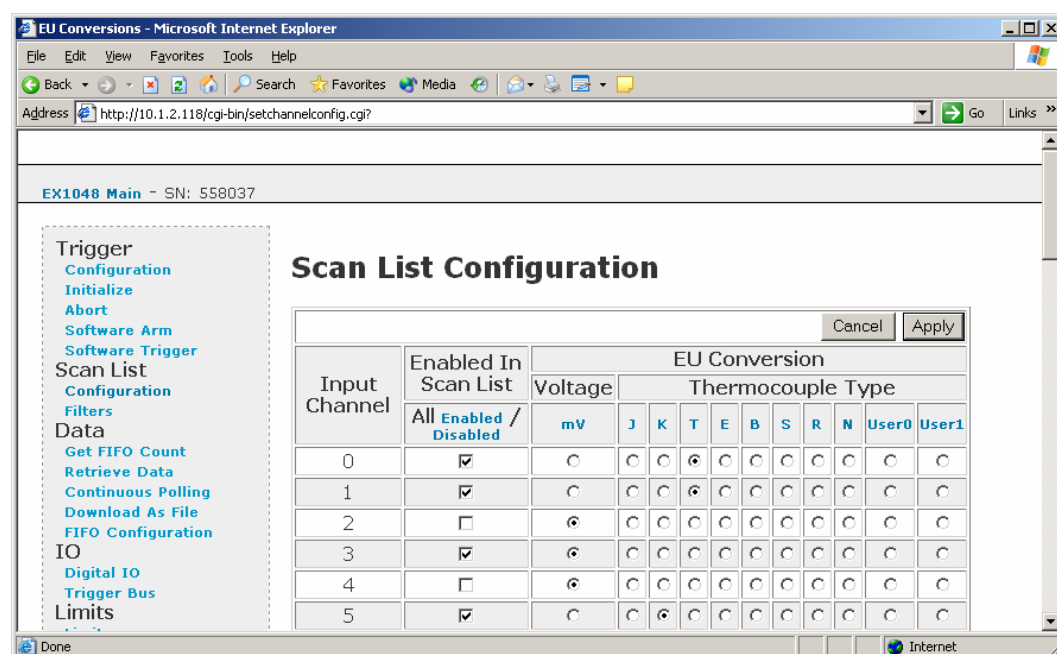 EU Conversions - Microsoft Internet Explorer
File Edit View Favorites Tools Help
Back Search Favorites Media
Address http://10.1.2.118/cgi-bin/setchannelconfig.cgi? Go Links »
EX1048 Main - SN: 558037
Trigger
Configuration
Initialize
Abort
Software Arm
Software Trigger
Scan List
Configuration
Filters
Data
Get FIFO Count
Retrieve Data
Continuous Polling
Download As File
FIFO Configuration
IO
Digital IO
Trigger Bus
Limits
Scan List Configuration
Cancel Apply
Input Channel
Enabled In Scan List
EU Conversion
Voltage Thermocouple Type
All Enabled / Disabled
mV J K T E B S R N User0 User1
0
1
2
3
4
5
Done Internet